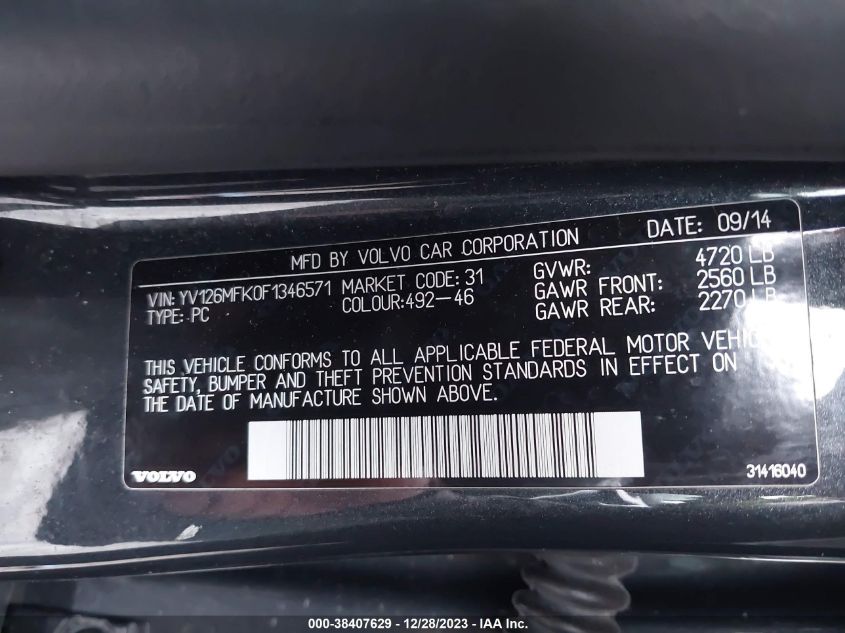 MFD BY VOLVO CAR CORPORATION DATE: 09/14
VIN: YV126MFK0F1346571 MARKET CODE: 31 GVWR: 4720 LB
TYPE: PC COLOUR:492-46 GAWR FRONT: 2560 LB
GAWR REAR: 2270 LB
THIS VEHICLE CONFORMS TO ALL APPLICABLE FEDERAL MOTOR VEHICLE
SAFETY, BUMPER AND THEFT PREVENTION STANDARDS IN EFFECT ON
THE DATE OF MANUFACTURE SHOWN ABOVE.
VOLVO 31416040
000-38407629 - 12/28/2023 - IAA Inc.